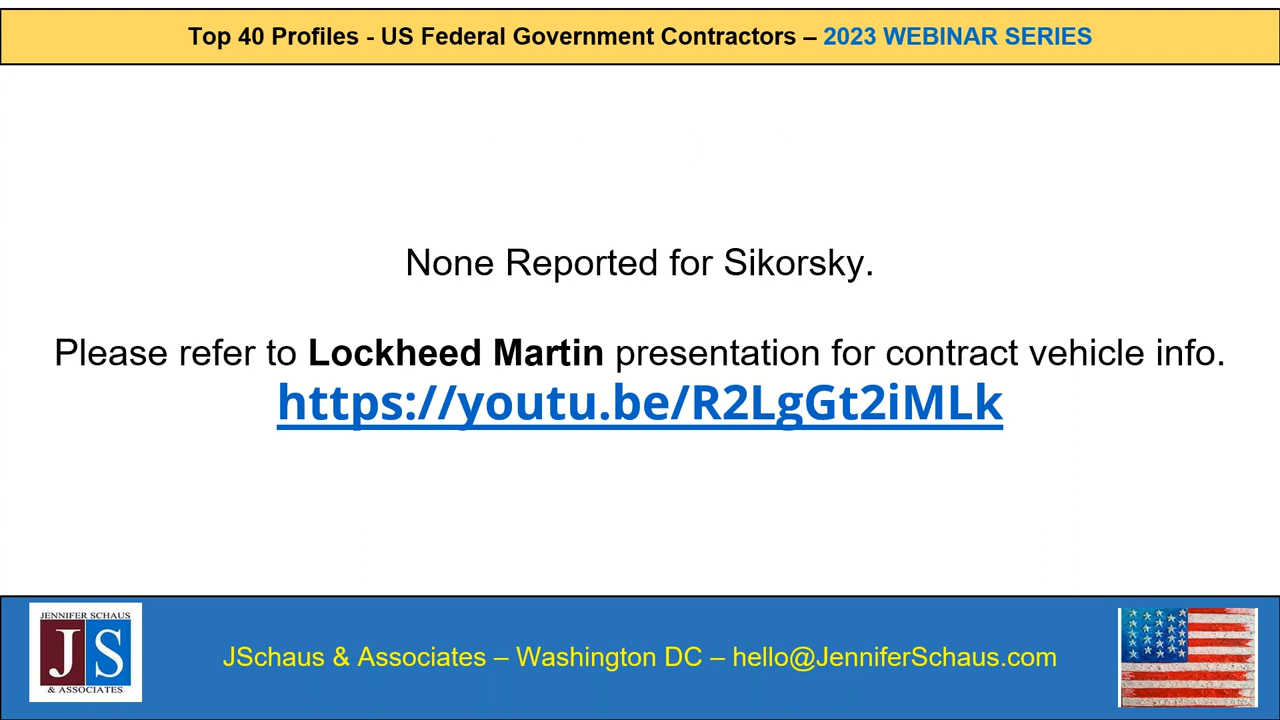 Top 40 Profiles - US Federal Government Contractors – 2023 WEBINAR SERIES
None Reported for Sikorsky.
Please refer to Lockheed Martin presentation for contract vehicle info.
https://youtu.be/R2LgGt2iMLk
JENNIFER SCHAUS
JS
& ASSOCIATES
JSchaus & Associates – Washington DC – hello@JenniferSchaus.com